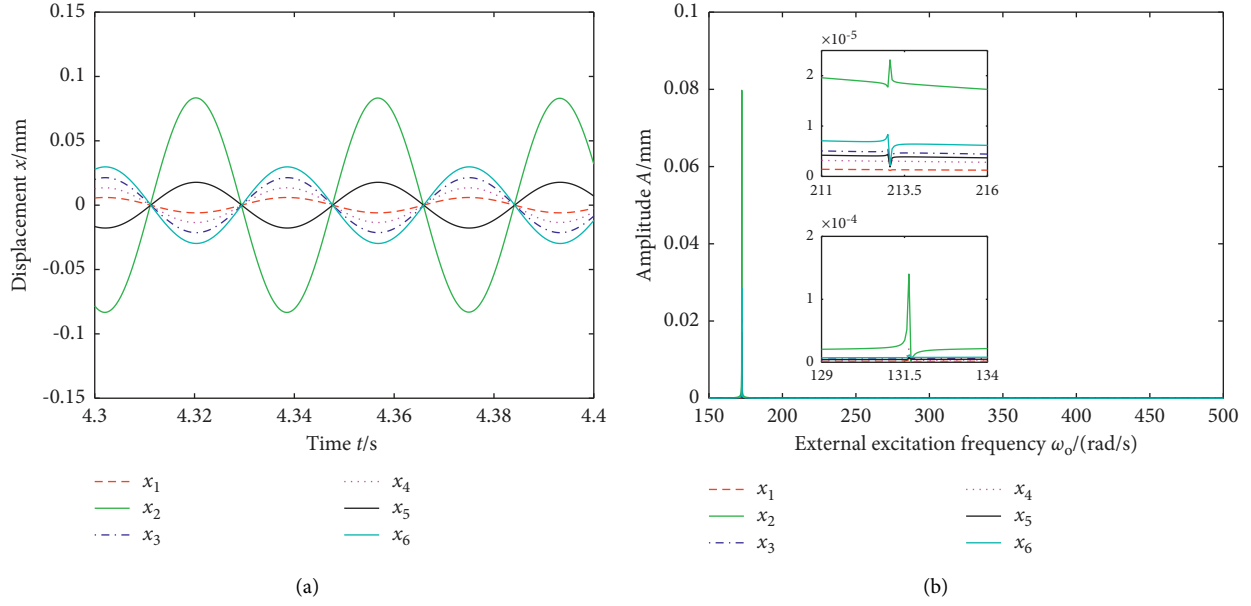 0.15
0.1
0.05
0
-0.05
-0.1
-0.15
Displacement x/mm
4.3 4.32 4.34 4.36 4.38 4.4
Time t/s
x1 x4
x2 x5
x3 x6
(a)
0.1
0.08
0.06
0.04
0.02
0
Amplitude A/mm
×10-5
2
1
0
211 213.5 216
×10-4
2
1
0
129 131.5 134
150 200 250 300 350 400 450 500
External excitation frequency ωo/(rad/s)
x1 x4
x2 x5
x3 x6
(b)